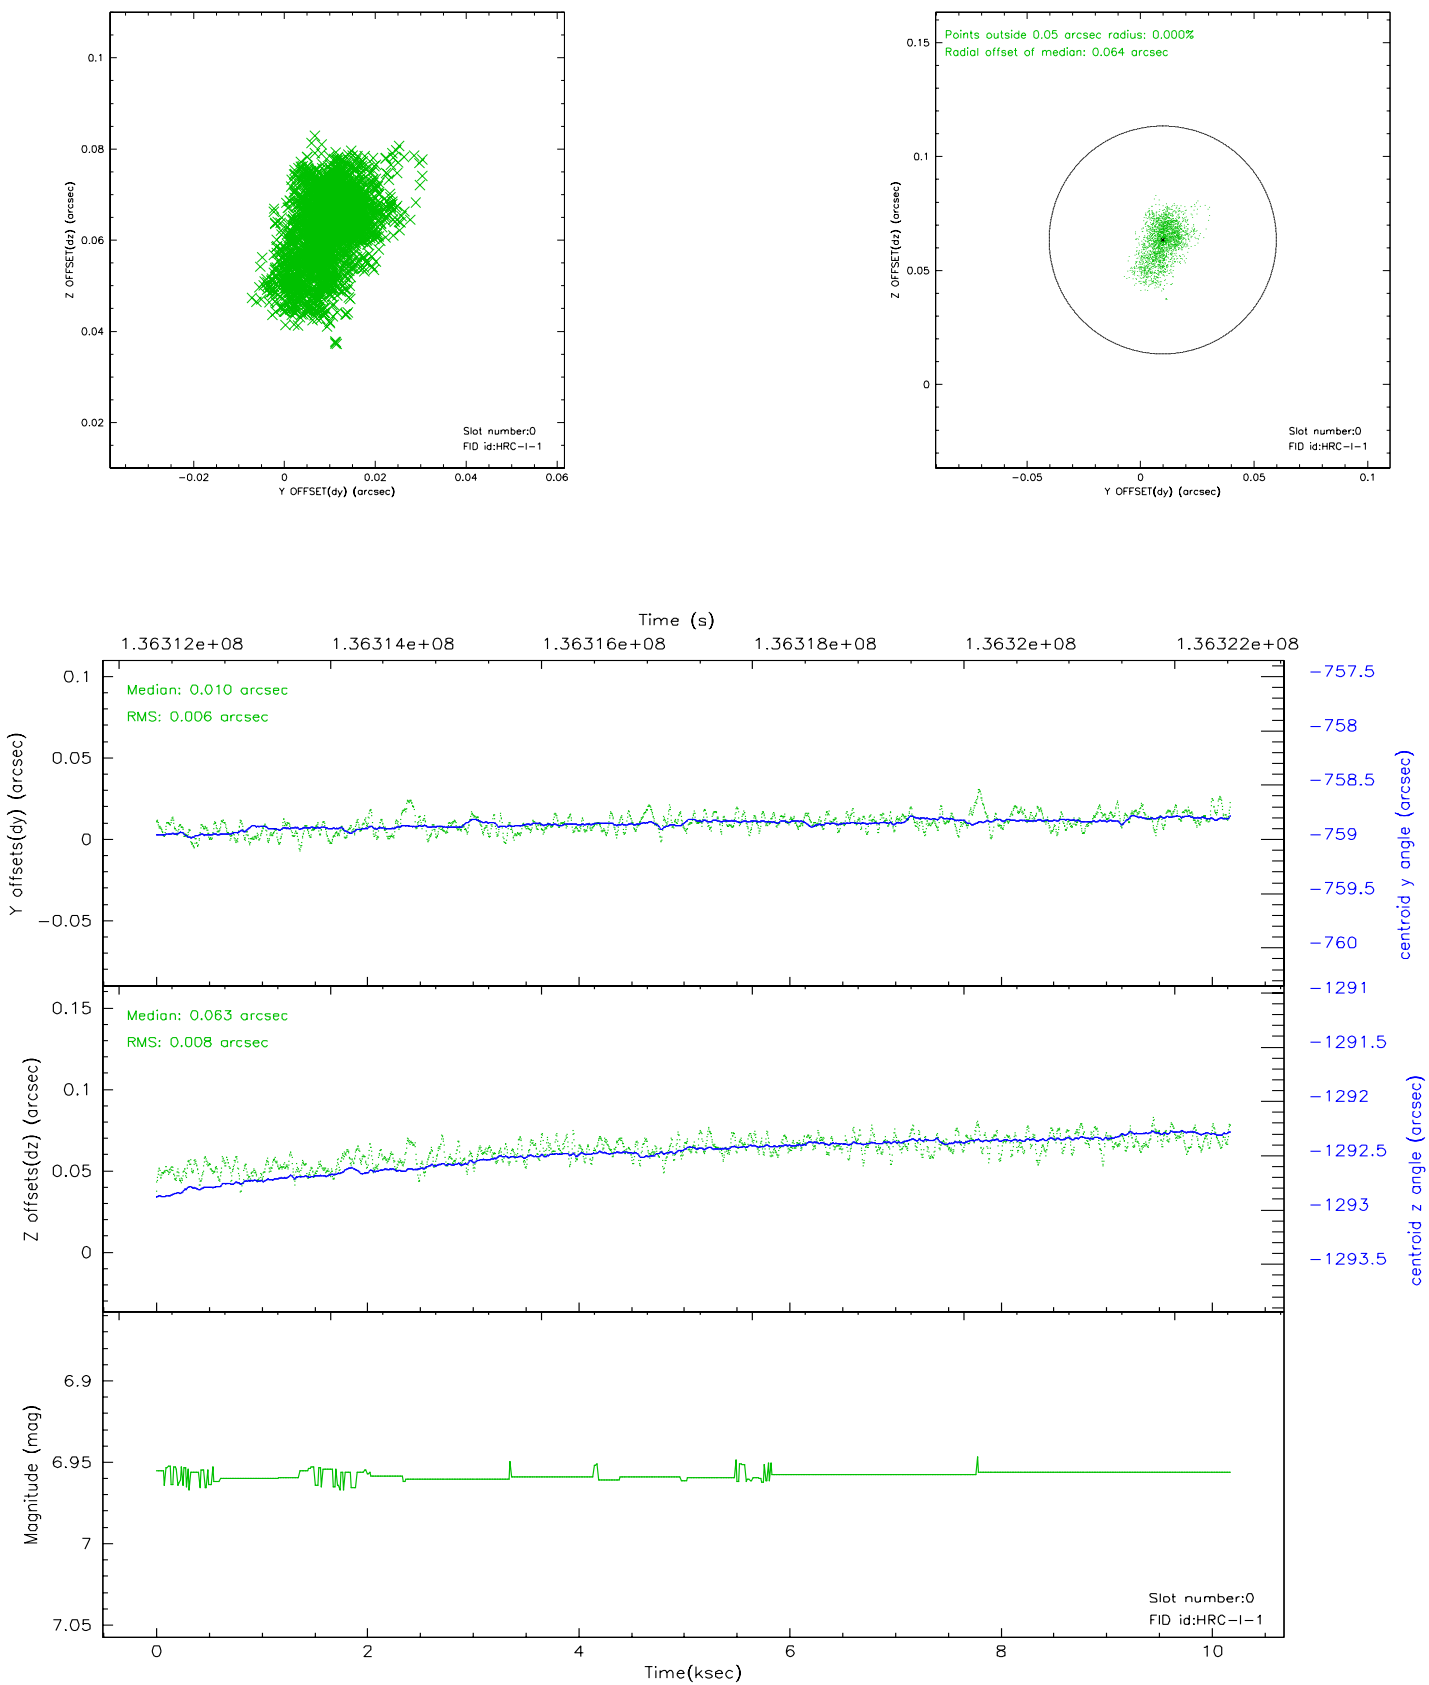 0.1
0.08
0.06
0.04
0.02
Z OFFSET(dz) (arcsec)
Slot number:0
FID id:HRC-I-1
-0.02 0 0.02 0.04 0.06
Y OFFSET(dy) (arcsec)
Points outside 0.05 arcsec radius: 0.000%
Radial offset of median: 0.064 arcsec
0.15
0.1
0.05
0
Z OFFSET(dz) (arcsec)
Slot number:0
FID id:HRC-I-1
-0.05 0 0.05 0.1
Y OFFSET(dy) (arcsec)
Time (s)
1.36312e+08 1.36314e+08 1.36316e+08 1.36318e+08 1.3632e+08 1.36322e+08
Median: 0.010 arcsec
RMS: 0.006 arcsec
0.1
0.05
0
-0.05
Y offsets(dy) (arcsec)
-757.5
-758
-758.5
-759
-759.5
-760
centroid y angle (arcsec)
Median: 0.063 arcsec
RMS: 0.008 arcsec
0.15
0.1
0.05
0
Z offsets(dz) (arcsec)
-1291
-1291.5
-1292
-1292.5
-1293
-1293.5
centroid z angle (arcsec)
6.9
6.95
7
7.05
Magnitude (mag)
Slot number:0
FID id:HRC-I-1
0 2 4 6 8 10
Time(ksec)